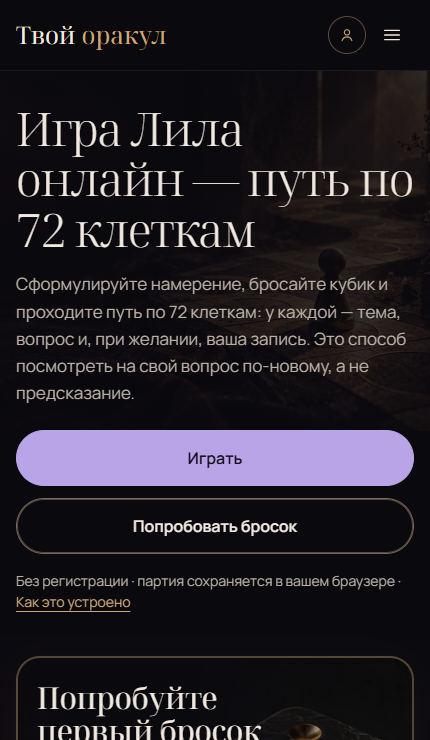 Твой оракул
Игра Лила
онлайн — путь по
72 клеткам
Сформулируйте намерение, бросайте кубик и
проходите путь по 72 клеткам: у каждой — тема,
вопрос и, при желании, ваша запись. Это способ
посмотреть на свой вопрос по-новому, а не
предсказание.
Играть
Попробовать бросок
Без регистрации · партия сохраняется в вашем браузере ·
Как это устроено
Попробуйте
первый бросок